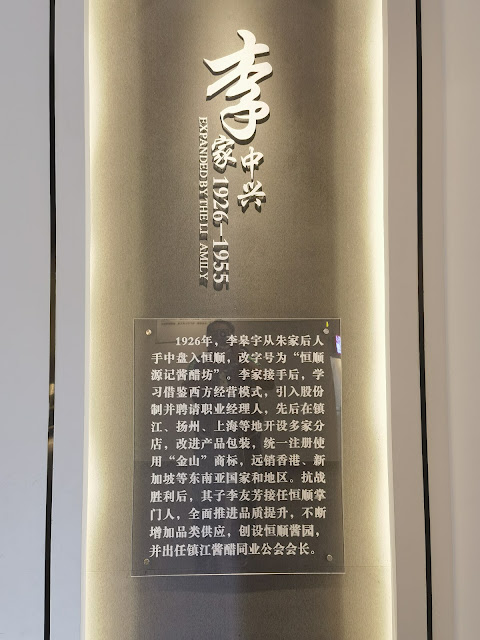 李
家中兴
1926—1955
EXPANDED BY THE LI AMILY
1926年，李皋宇从朱家后人
手中盘入恒顺，改字号为“恒顺
源记酱醋坊”。李家接手后，学
习借鉴西方经营模式，引入股份
制并聘请职业经理人，先后在镇
江、扬州、上海等地开设多家分
店，改进产品包装，统一注册使
用“金山”商标，远销香港、新
加坡等东南亚国家和地区。抗战
胜利后，其子李友芳接任恒顺掌
门人，全面推进品质提升，不断
增加品类供应，创设恒顺酱园，
并出任镇江酱醋同业公会会长。